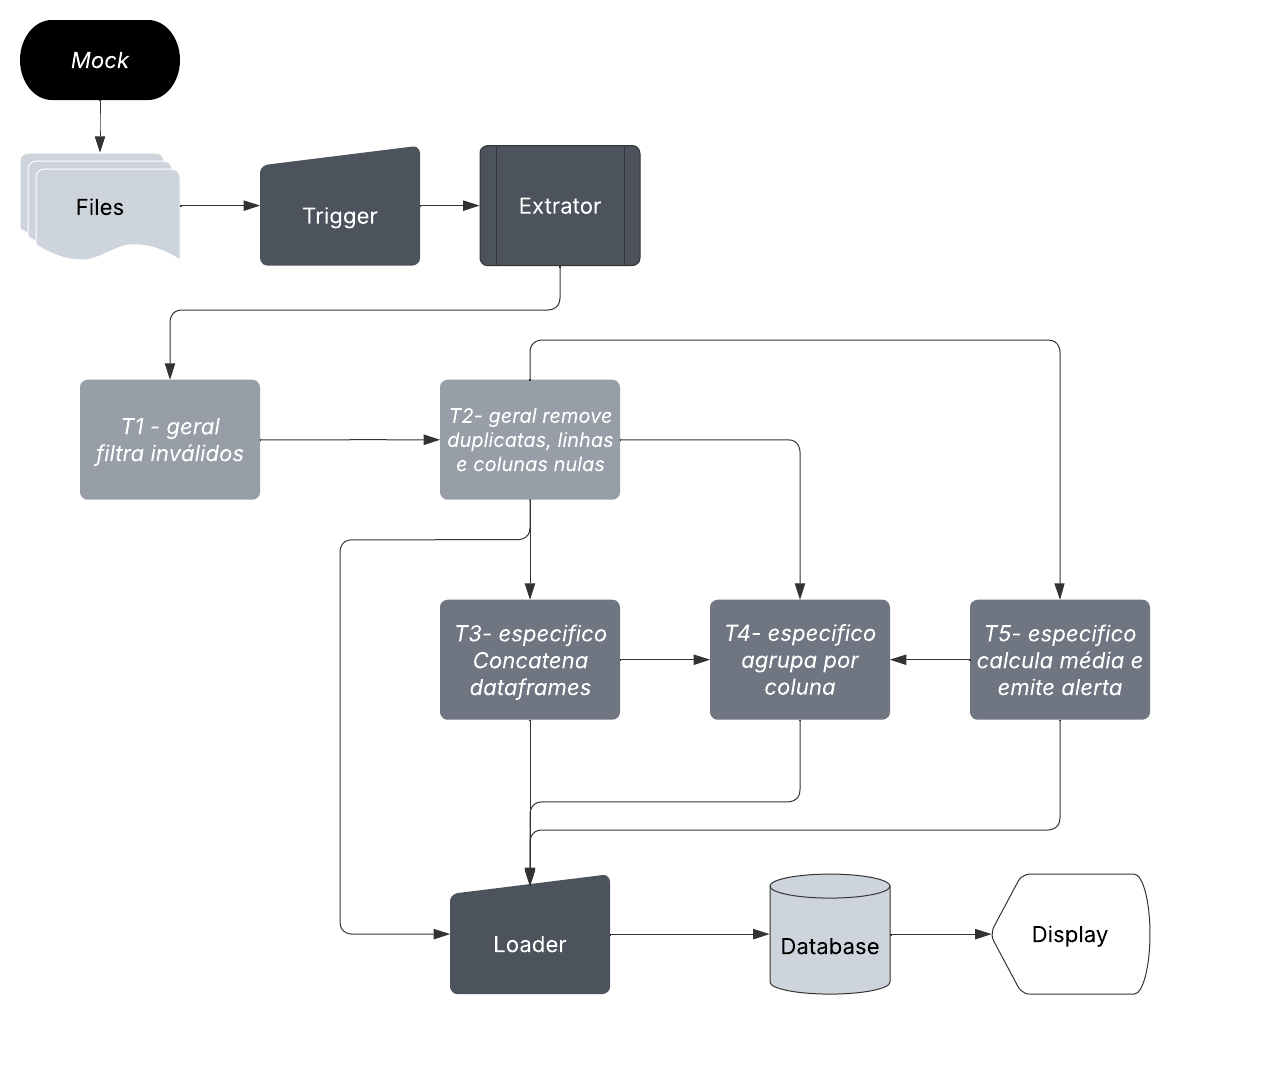 Mock
Files
Trigger
Extrator
T1 - geral
filtra inválidos
T2- geral remove
duplicatas, linhas
e colunas nulas
T3- especifico
Concatena
dataframes
T4- especifico
agrupa por
coluna
T5- especifico
calcula média e
emite alerta
Loader
Database
Display